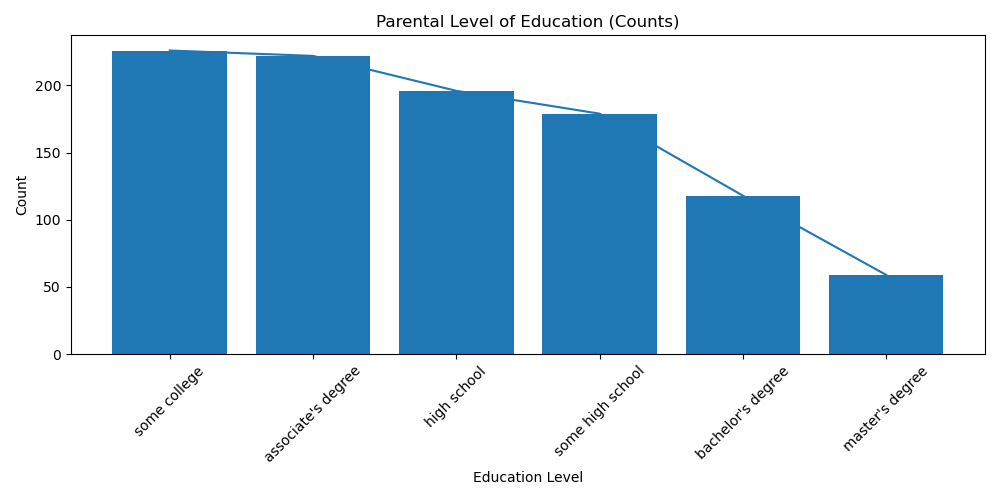 Parental Level of Education (Counts)
Count
200
150
100
50
0
some college
associate's degree
high school
some high school
bachelor's degree
master's degree
Education Level